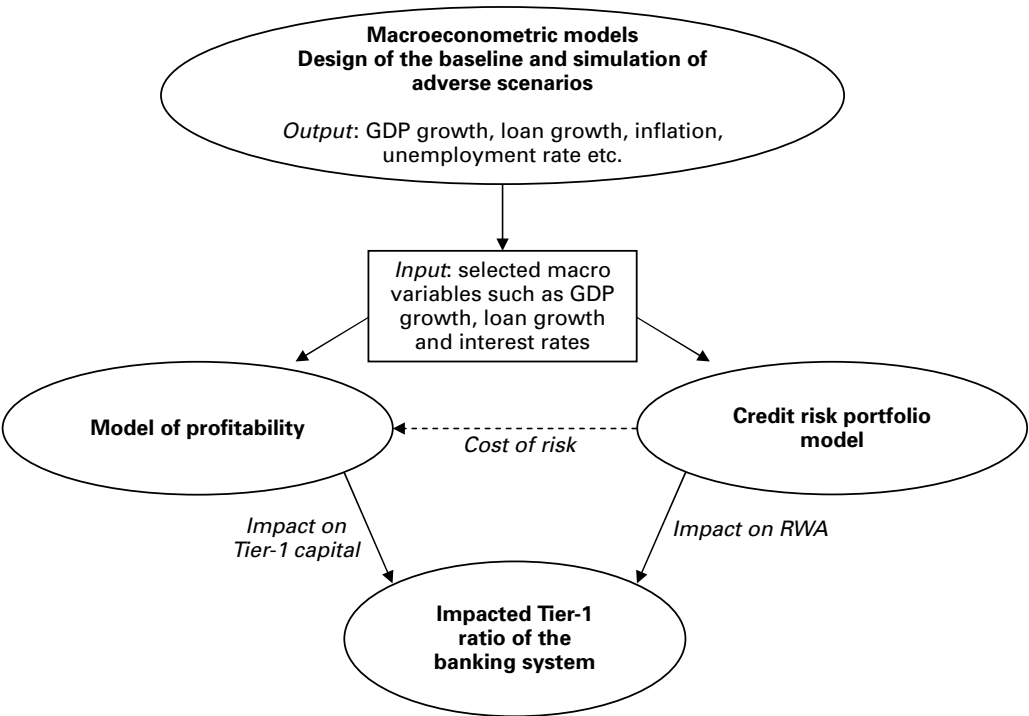 Macroeconometric models
Design of the baseline and simulation of
adverse scenarios
Output: GDP growth, loan growth, inflation,
unemployment rate etc.
Input: selected macro
variables such as GDP
growth, loan growth
and interest rates
Model of profitability
Cost of risk
Credit risk portfolio
model
Impact on
Tier-1 capital
Impact on RWA
Impacted Tier-1
ratio of the
banking system